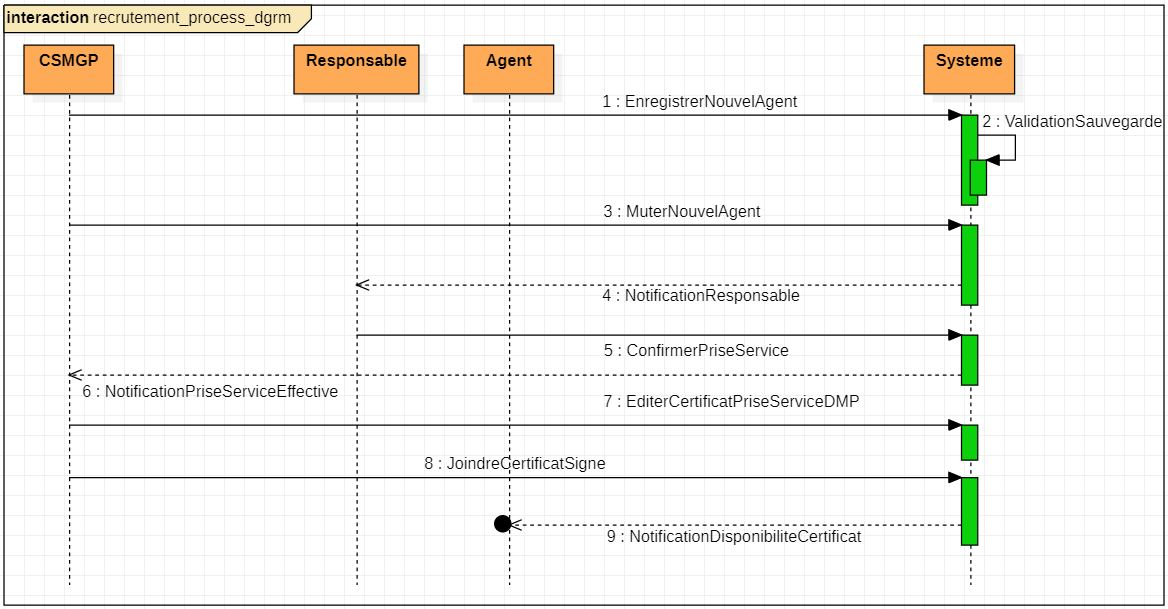 interaction recrutement_process_dgrm
CSMGP
Responsable
Agent
Systeme
1 : EnregistrerNouvelAgent
2 : ValidationSauvegarde
3 : MuterNouvelAgent
4 : NotificationResponsable
5 : ConfirmerPriseService
6 : NotificationPriseServiceEffective
7 : EditerCertificatPriseServiceDMP
8 : JoindreCertificatSigne
9 : NotificationDisponibiliteCertificat